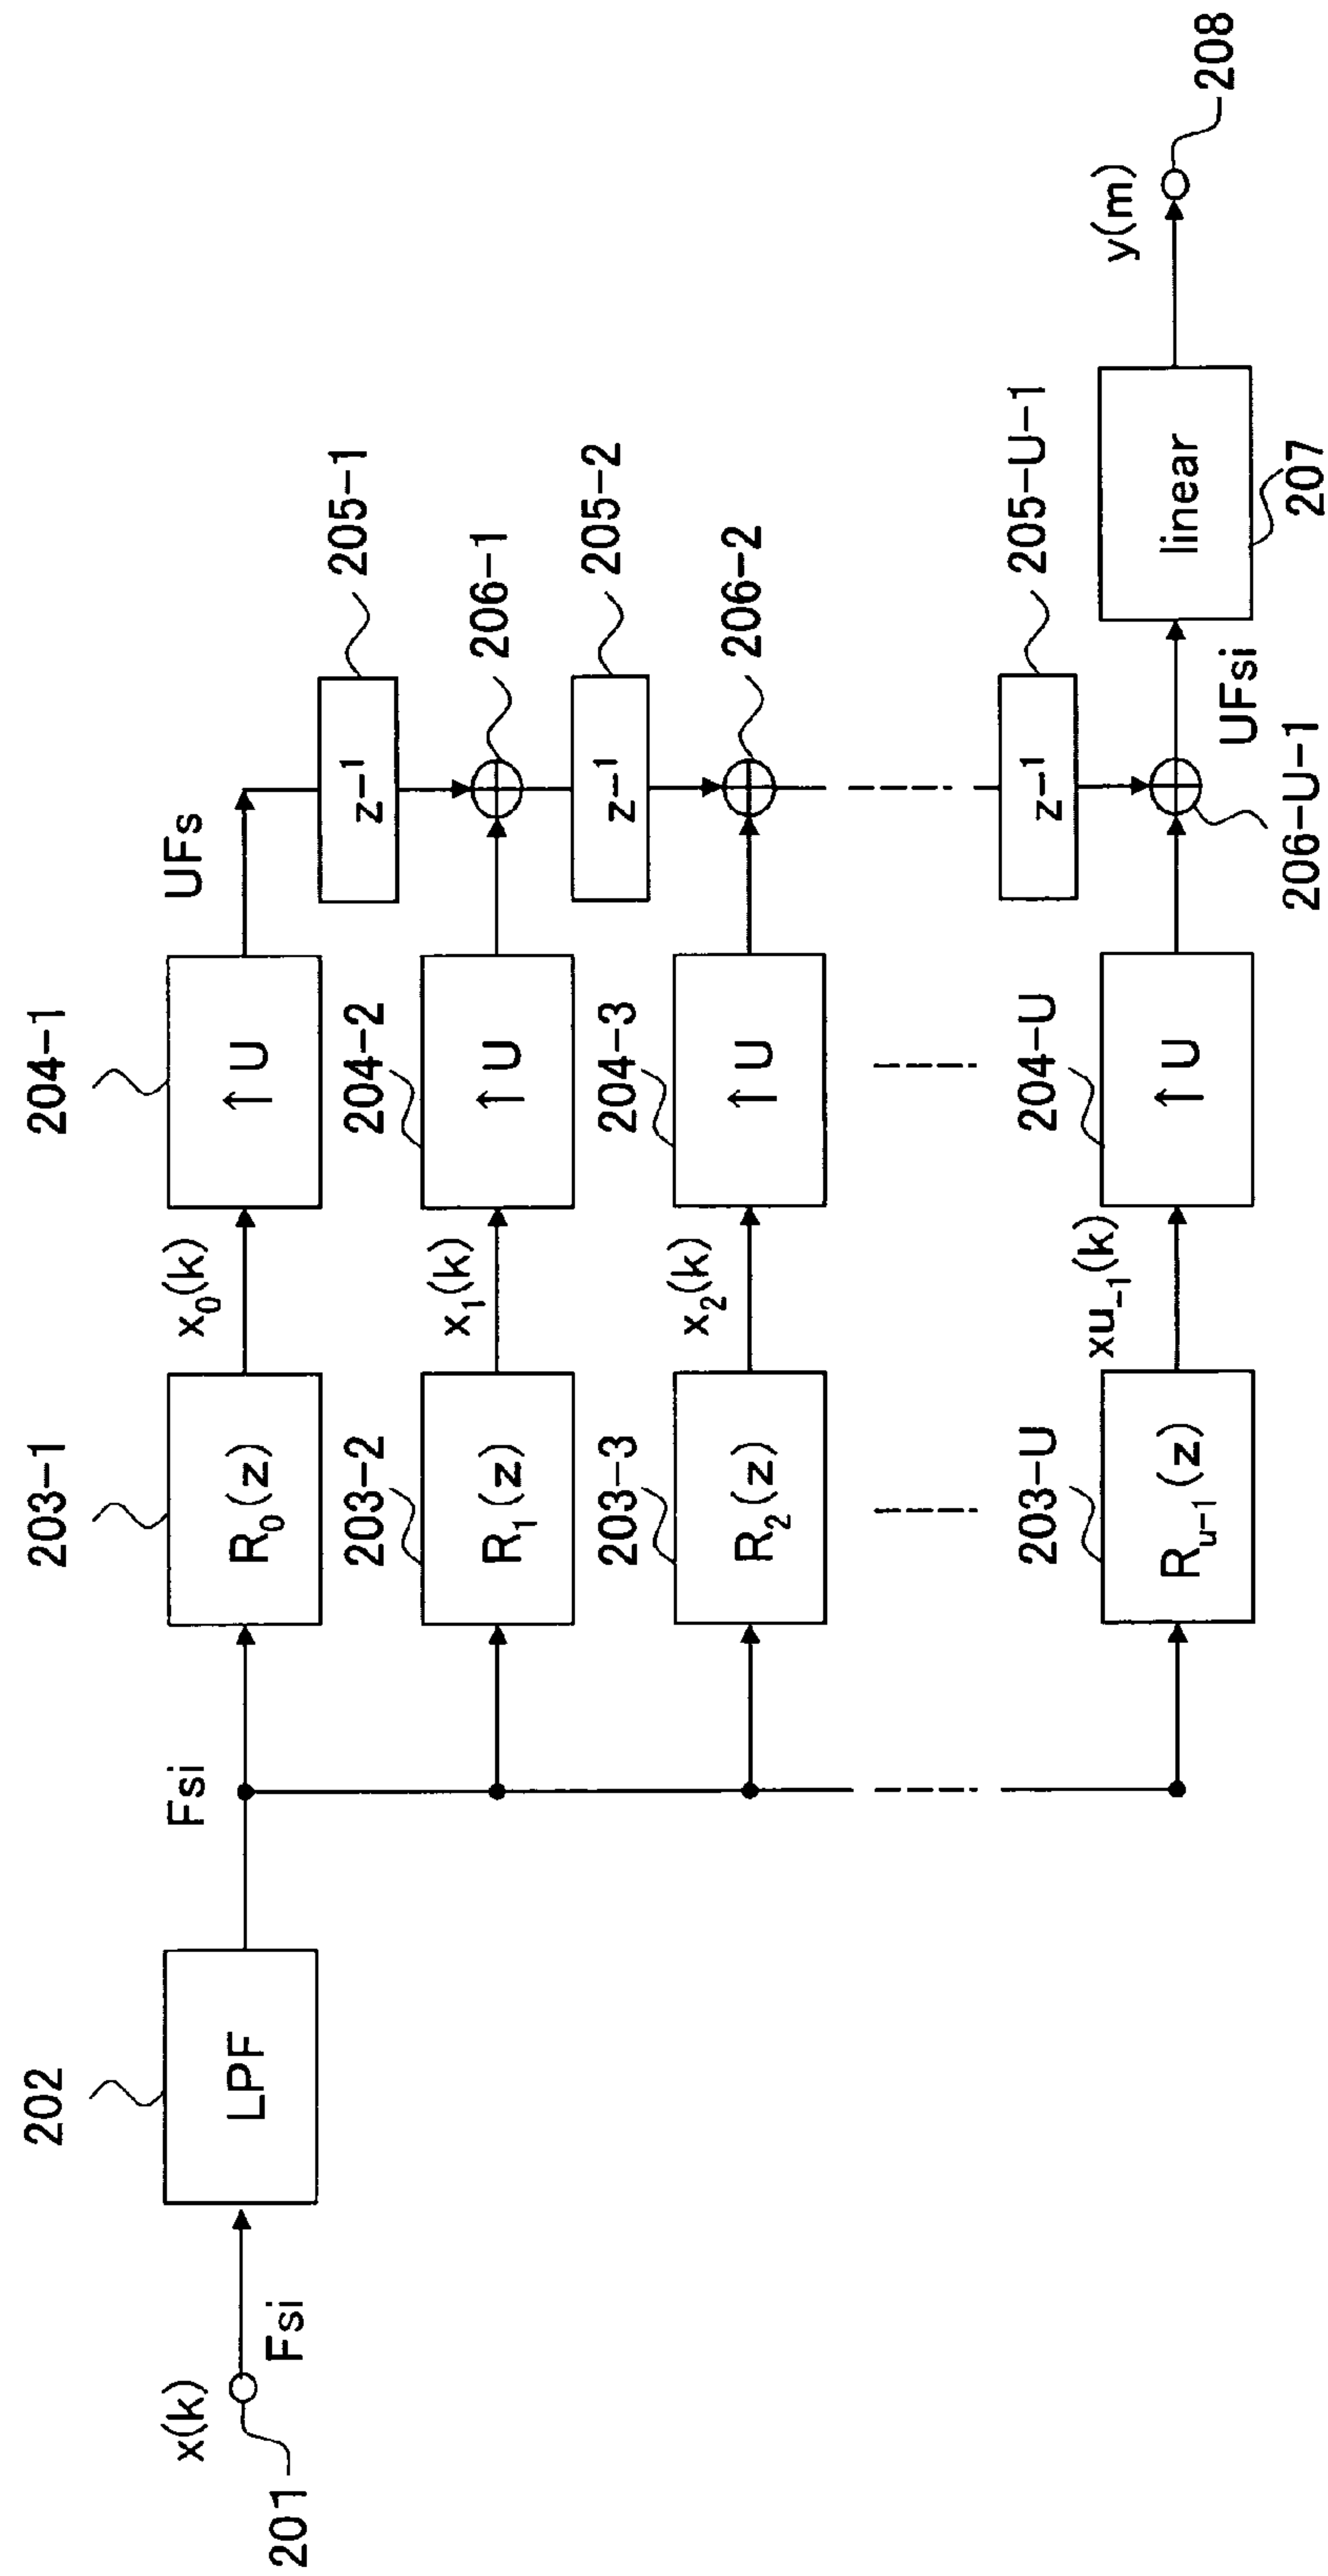 x(k)
Fsi
201
202
LPF
Fsi
203-1
R0(z)
x0(k)
204-1
↑U
UFs
z-1
205-1
203-2
R1(z)
x1(k)
204-2
↑U
206-1
z-1
205-2
203-3
R2(z)
x2(k)
204-3
↑U
206-2
z-1
205-U-1
203-U
Ru-1(z)
xu-1(k)
204-U
↑U
206-U-1
UFsi
linear
207
y(m)
208